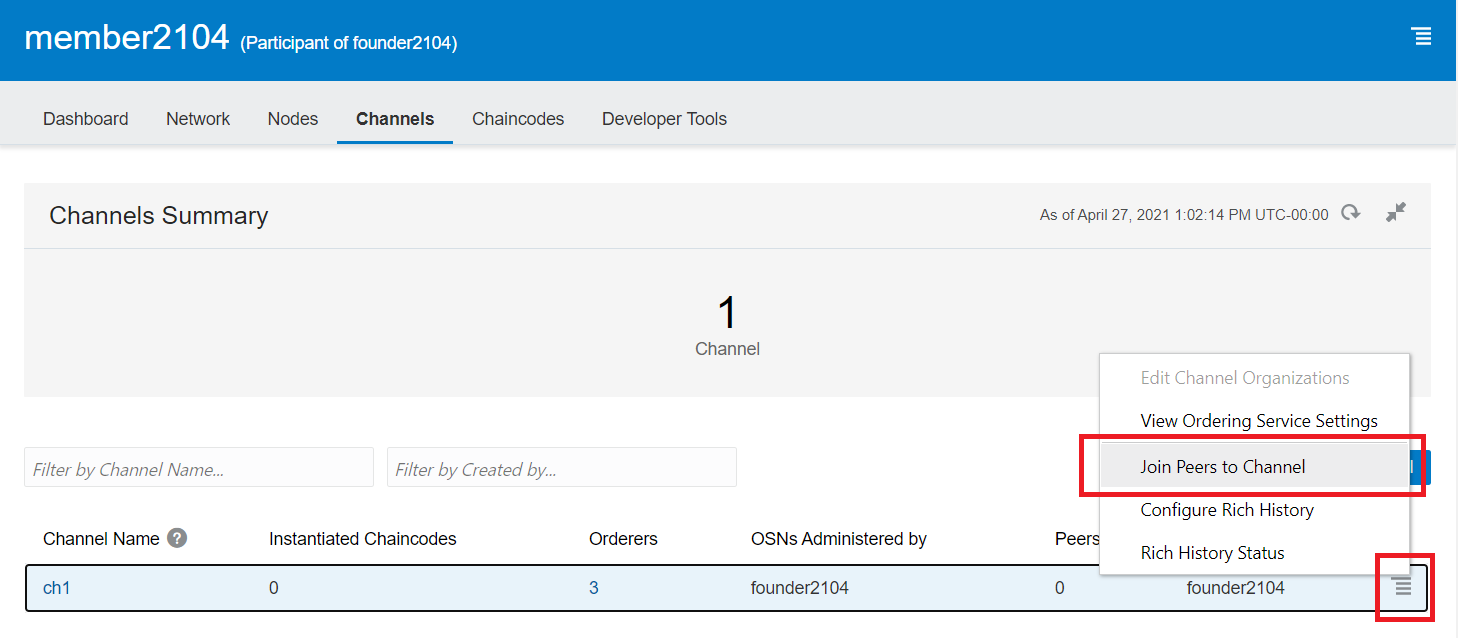 member2104 (Participant of founder2104)
Dashboard Network Nodes Channels Chaincodes Developer Tools
Channels Summary As of April 27, 2021 1:02:14 PM UTC-00:00
1
Channel
Edit Channel Organizations
View Ordering Service Settings
Join Peers to Channel
Configure Rich History
Rich History Status
Filter by Channel Name... Filter by Created by...
Channel Name ? Instantiated Chaincodes Orderers OSNs Administered by Peers
ch1 0 3 founder2104 0 founder2104